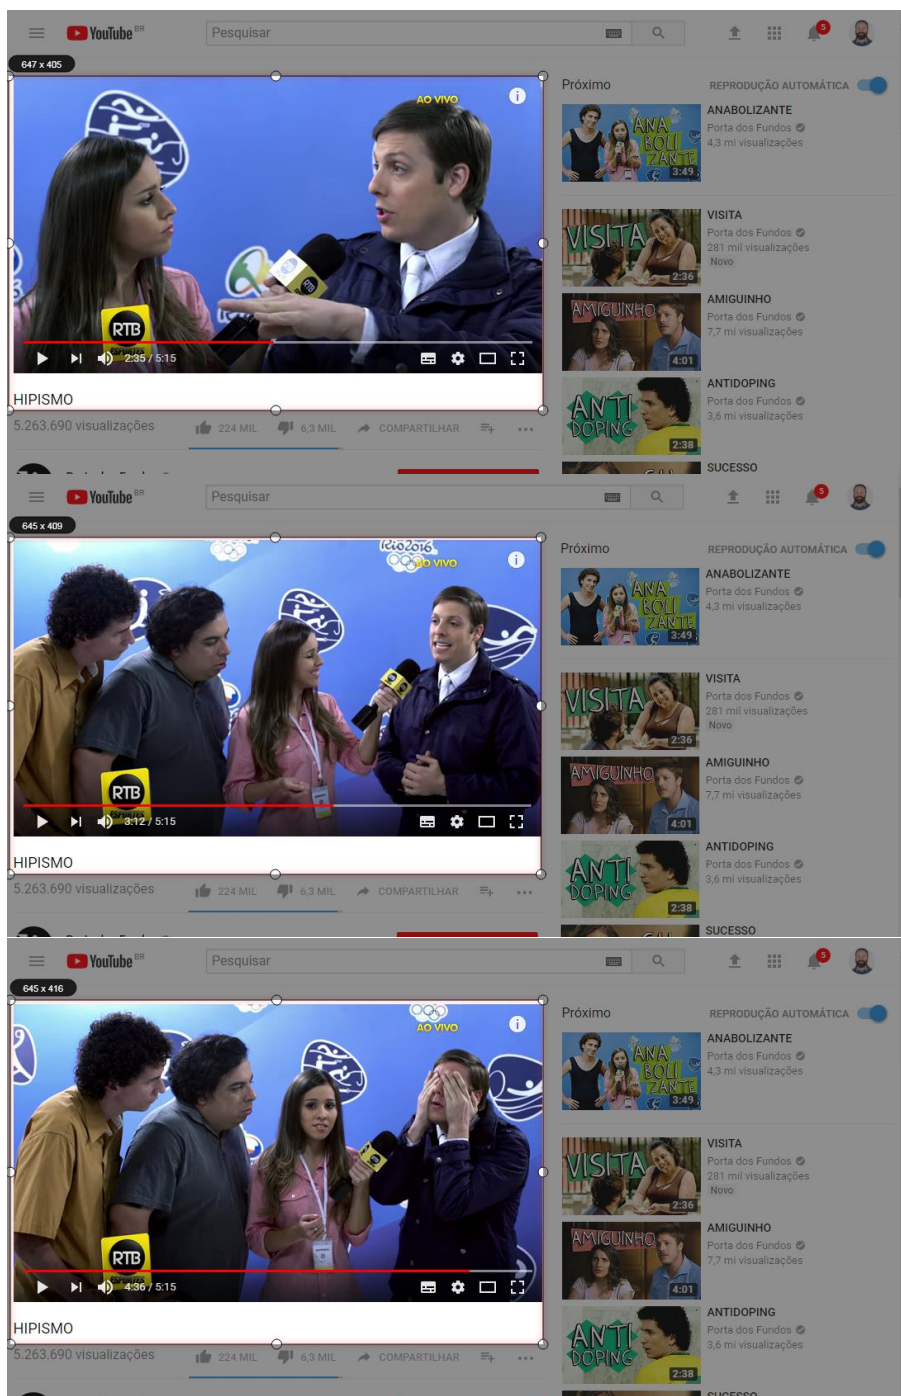 YouTube BR
Pesquisar
5
647 x 405
AO VIVO
RTB
RTB
ESPORTES
2:35 / 5:15
HIPISMO
5.263.690 visualizações
224 MIL
6,3 MIL
COMPARTILHAR
Próximo
REPRODUÇÃO AUTOMÁTICA
ANABOLIZANTE
Porta dos Fundos
4,3 mi visualizações
ANA
BOLI
ZANTE
3:49
VISITA
Porta dos Fundos
281 mil visualizações
Novo
VISITA
2:36
AMIGUINHO
Porta dos Fundos
7,7 mi visualizações
AMIGUINHO
4:01
ANTIDOPING
Porta dos Fundos
3,6 mi visualizações
ANTI
DOPING
2:38
SUCESSO
YouTube BR
Pesquisar
5
645 x 409
Rio2016
AO VIVO
RTB
ESPORTES
3:12 / 5:15
HIPISMO
5.263.690 visualizações
224 MIL
6,3 MIL
COMPARTILHAR
Próximo
REPRODUÇÃO AUTOMÁTICA
ANABOLIZANTE
Porta dos Fundos
4,3 mi visualizações
ANA
BOLI
ZANTE
3:49
VISITA
Porta dos Fundos
281 mil visualizações
Novo
VISITA
2:36
AMIGUINHO
Porta dos Fundos
7,7 mi visualizações
AMIGUINHO
4:01
ANTIDOPING
Porta dos Fundos
3,6 mi visualizações
ANTI
DOPING
2:38
SUCESSO
YouTube BR
Pesquisar
5
645 x 416
AO VIVO
RTB
4:36 / 5:15
HIPISMO
5.263.690 visualizações
224 MIL
6,3 MIL
COMPARTILHAR
Próximo
REPRODUÇÃO AUTOMÁTICA
ANABOLIZANTE
Porta dos Fundos
4,3 mi visualizações
ANA
BOLI
ZANTE
3:49
VISITA
Porta dos Fundos
281 mil visualizações
Novo
VISITA
2:36
AMIGUINHO
Porta dos Fundos
7,7 mi visualizações
AMIGUINHO
4:01
ANTIDOPING
Porta dos Fundos
3,6 mi visualizações
ANTI
DOPING
2:38
SUCESSO